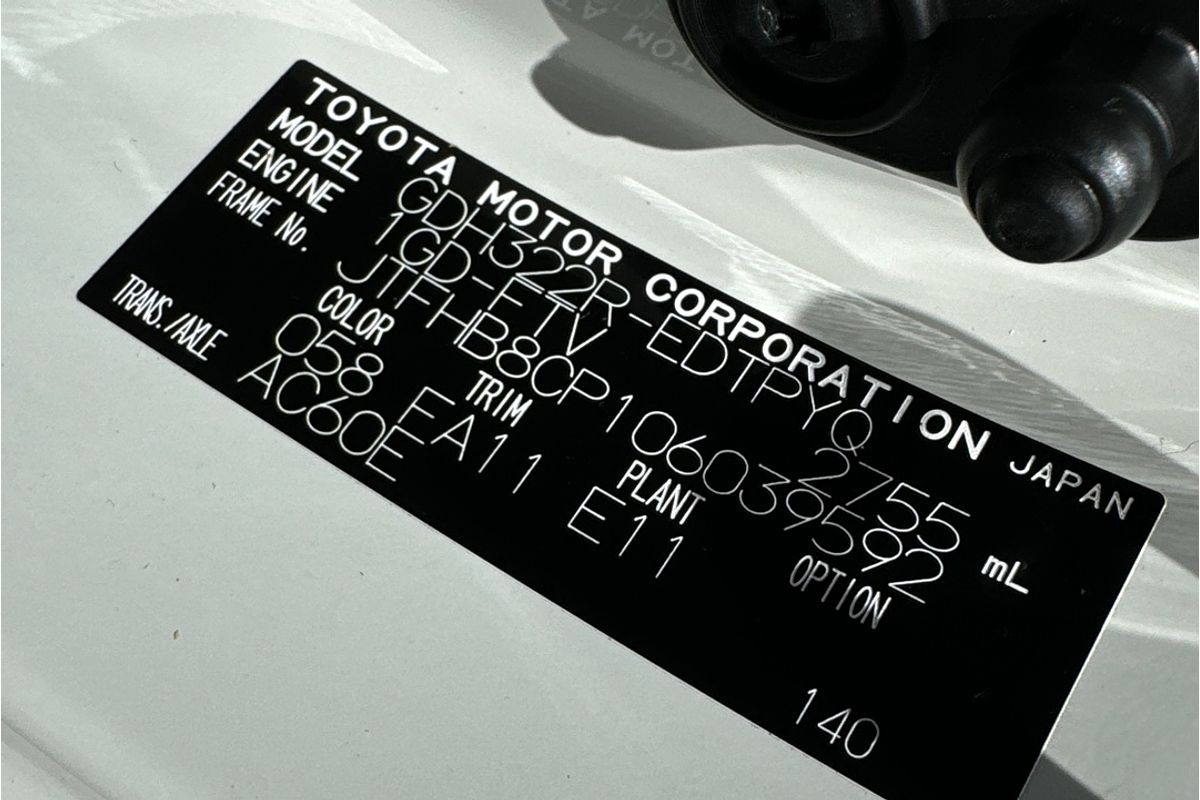 TOYOTA MOTOR CORPORATION JAPAN
MODEL GDH322R-EDTPYQ
ENGINE 1GD-FTV 2755 mL
FRAME No. JTFHB8CP106039592
COLOR TRIM PLANT OPTION
058 FA11 E11
TRANS./AXLE AC60E 140